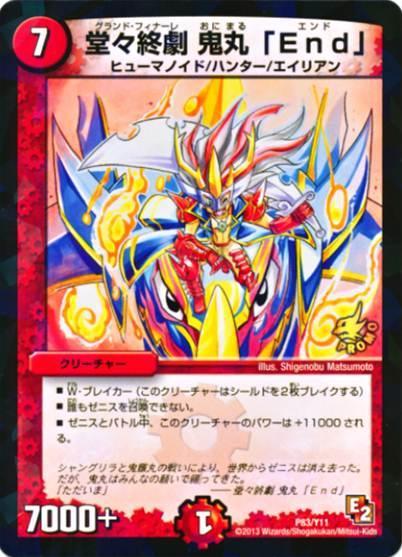 グランド・フィナーレ おにまる エンド
7 堂々終劇 鬼丸「End」
ヒューマノイド/ハンター/エイリアン
PROMO
クリーチャー
illus. Shigenobu Matsumoto
■ W・ブレイカー(このクリーチャーはシールドを2枚ブレイクする)
■ 誰もゼニスを召喚できない。
■ ゼニスとバトル中、このクリーチャーのパワーは+11000される。
シャングリラと鬼丸の戦いにより、世界からゼニスは消え去った。
だが、鬼丸はみんなの願いで帰ってきた。
「ただいま」 ——堂々終劇 鬼丸「End」
P83/Y11
E2
7000+
1
©2013 Wizards/Shogakukan/Mitsui-Kids